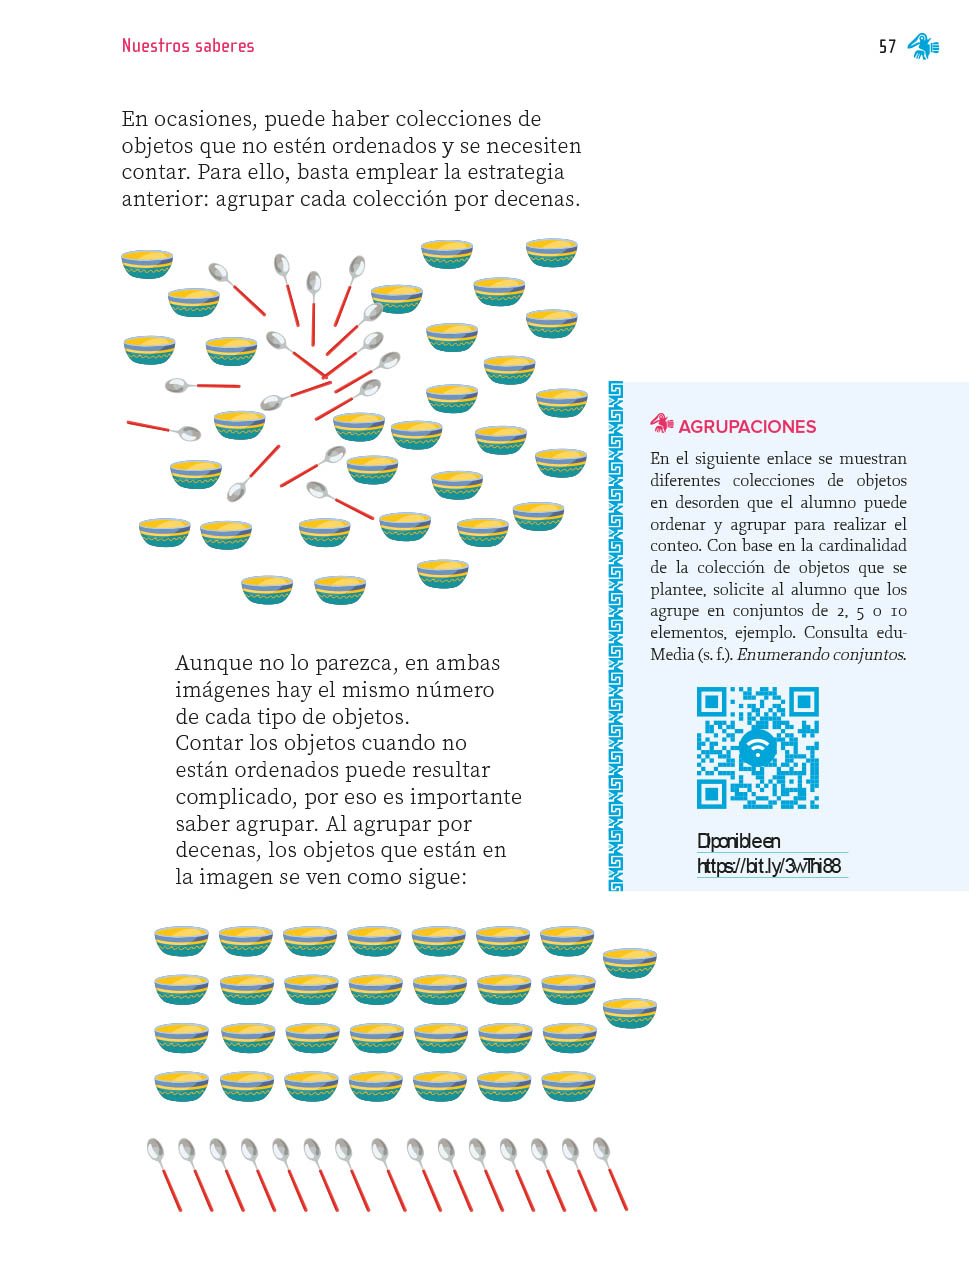 Nuestros saberes
57
En ocasiones, puede haber colecciones de
objetos que no estén ordenados y se necesiten
contar. Para ello, basta emplear la estrategia
anterior: agrupar cada colección por decenas.
AGRUPACIONES
En el siguiente enlace se muestran
diferentes colecciones de objetos
en desorden que el alumno puede
ordenar y agrupar para realizar el
conteo. Con base en la cardinalidad
de la colección de objetos que se
plantee, solicite al alumno que los
agrupe en conjuntos de 2, 5 o 10
elementos, ejemplo. Consulta edu-
Media (s. f.). Enumerando conjuntos.
Diponible en
https://bit.ly/3wThi88
Aunque no lo parezca, en ambas
imágenes hay el mismo número
de cada tipo de objetos.
Contar los objetos cuando no
están ordenados puede resultar
complicado, por eso es importante
saber agrupar. Al agrupar por
decenas, los objetos que están en
la imagen se ven como sigue: